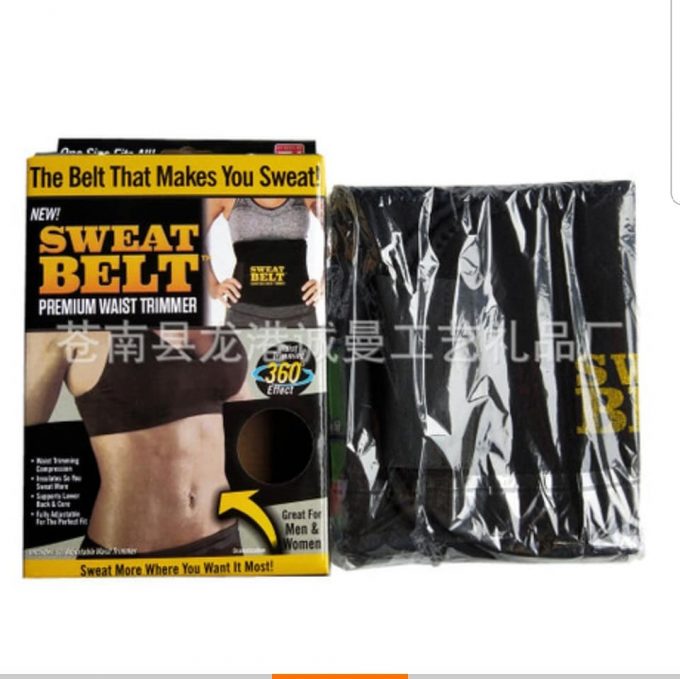 One Size Fits All!
The Belt That Makes You Sweat!
NEW!
SWEAT
BELT™
PREMIUM WAIST TRIMMER
SWEAT
BELT
苍南县龙港诚曼工艺礼品厂
360°
Effect
• Waist Trimming
Compression
• Insulates So You
Sweat More
• Supports Lower
Back & Core
• Fully Adjustable
For The Perfect Fit
Great For
Men &
Women
Adjustable Waist Trimmer
Sweat More Where You Want It Most!
SWEAT
BELT